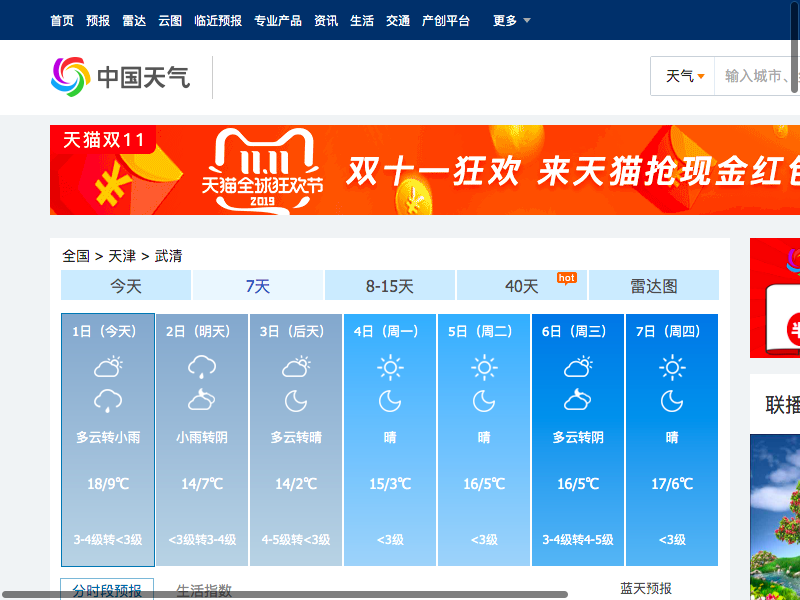 首页 预报 雷达 云图 临近预报 专业产品 资讯 生活 交通 产创平台 更多
中国天气
天气 输入城市、
天猫双11
天猫全球狂欢节
2019
双十一狂欢 来天猫抢现金红包
全国 > 天津 > 武清
今天 7天 8-15天 40天 hot 雷达图
1日（今天） 2日（明天） 3日（后天） 4日（周一） 5日（周二） 6日（周三） 7日（周四）
多云转小雨 小雨转阴 多云转晴 晴 晴 多云转阴 晴
18/9℃ 14/7℃ 14/2℃ 15/3℃ 16/5℃ 16/5℃ 17/6℃
3-4级转<3级 <3级转3-4级 4-5级转<3级 <3级 <3级 3-4级转4-5级 <3级
联播
分时段预报 生活指数 蓝天预报